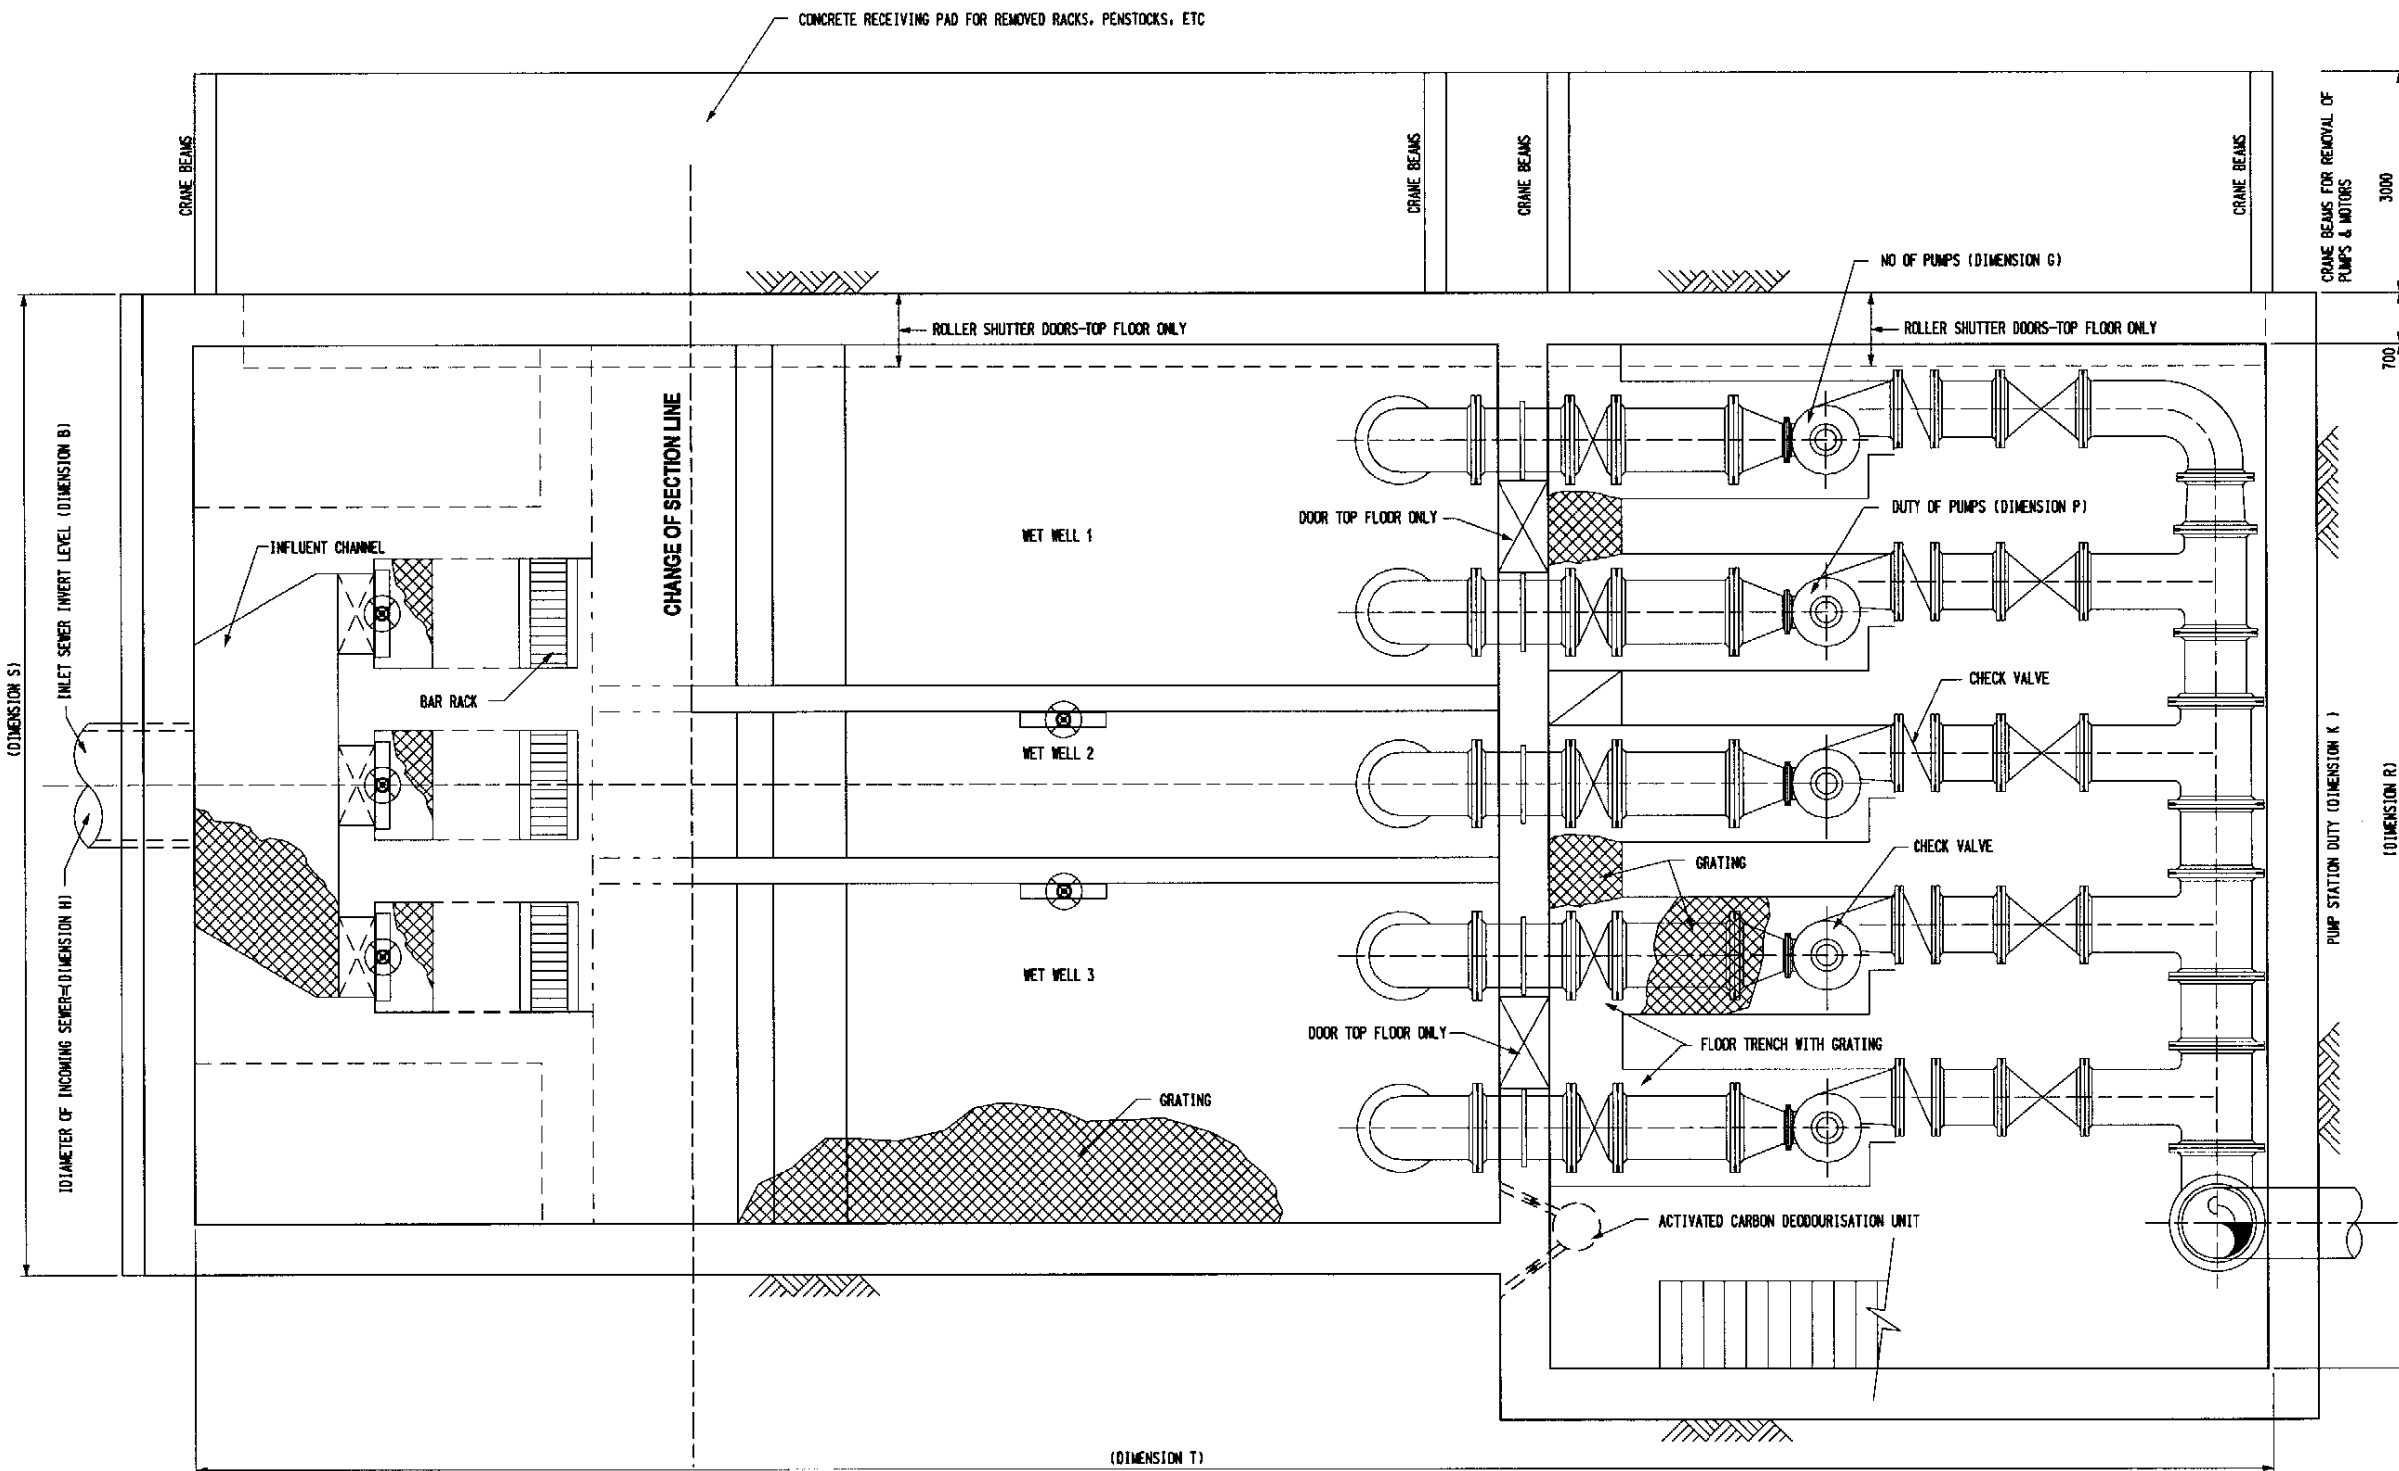 CONCRETE RECEIVING PAD FOR REMOVED RACKS, PENSTOCKS, ETC
CRANE BEAMS
CRANE BEAMS
CRANE BEAMS
CRANE BEAMS
CRANE BEAMS FOR REMOVAL OF
PUMPS & MOTORS
3000
NO OF PUMPS (DIMENSION G)
ROLLER SHUTTER DOORS-TOP FLOOR ONLY
ROLLER SHUTTER DOORS-TOP FLOOR ONLY
700
INLET SEWER INVERT LEVEL (DIMENSION B)
CHANGE OF SECTION LINE
DOOR TOP FLOOR ONLY
DUTY OF PUMPS (DIMENSION P)
WET WELL 1
INFLUENT CHANNEL
BAR RACK
CHECK VALVE
(DIMENSION S)
WET WELL 2
PUMP STATION DUTY (DIMENSION K )
(DIMENSION R)
CHECK VALVE
GRATING
WET WELL 3
(DIAMETER OF INCOMING SEWER=(DIMENSION H)
DOOR TOP FLOOR ONLY
FLOOR TRENCH WITH GRATING
GRATING
ACTIVATED CARBON DEODOURISATION UNIT
(DIMENSION T)